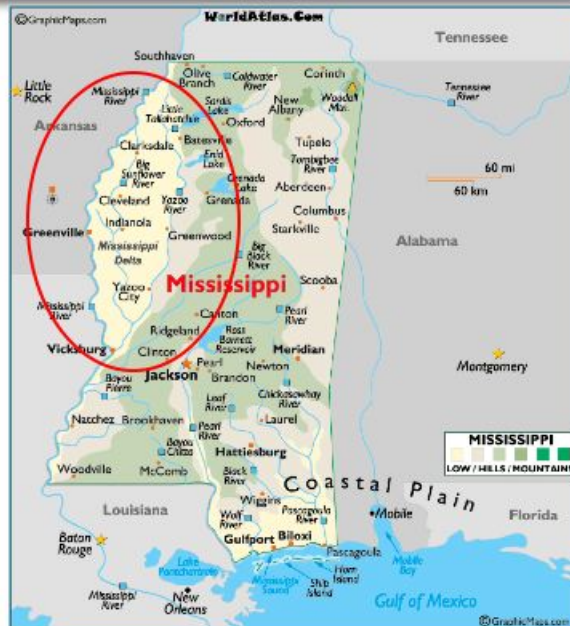 ©GraphicMaps.com
WorldAtlas.Com
Tennessee
Southhaven
Olive
Branch
Coldwater
River
Corinth
Little
Rock
Mississippi
River
Little
Tallahatchie
Sardis
Lake
New
Albany
Woodall
Mtn.
Tennessee
River
Arkansas
Oxford
Batesville
Tupelo
Clarksdale
Enid
Lake
Tombigbee
River
Big
Sunflower
River
Grenada
Lake
Aberdeen
60 mi
60 km
Cleveland
Yazoo
River
Grenada
Columbus
Indianola
Greenville
Greenwood
Starkville
Mississippi
Delta
Big
Black
River
Alabama
Yazoo
City
Mississippi
Scooba
Mississippi
River
Canton
Pearl
River
Ridgeland
Ross
Barnett
Reservoir
Vicksburg
Clinton
Meridian
Pearl
Jackson
Brandon
Newton
Montgomery
Bayou
Pierre
Leaf
River
Chickasawhay
River
Natchez
Brookhaven
Pearl
River
Laurel
Bayou
Chitto
Hattiesburg
MISSISSIPPI
LOW / HILLS / MOUNTAINS
Woodville
McComb
Black
River
Coastal Plain
Louisiana
Wiggins
Wolf
River
Pascagoula
River
Mobile
Florida
Baton
Rouge
Gulfport
Biloxi
Pascagoula
Lake
Pontchartrain
Mississippi
Sound
Ship
Island
Horn
Island
Mobile
Bay
Mississippi
River
New
Orleans
Gulf of Mexico
©GraphicMaps.com